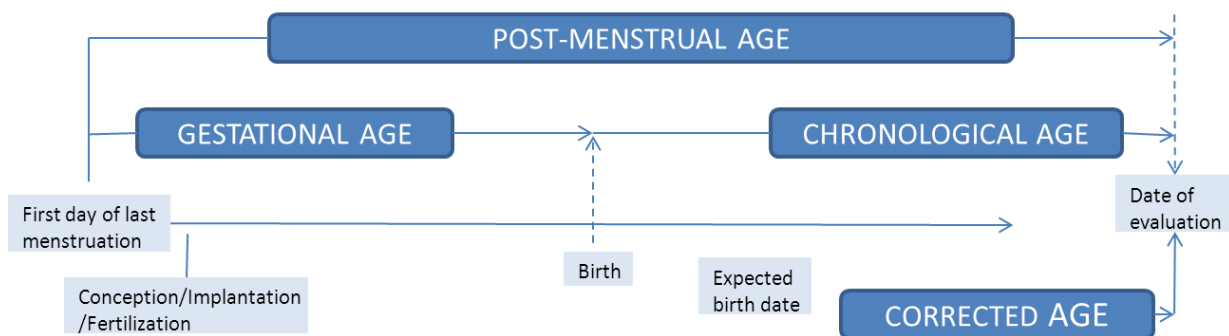 POST-MENSTRUAL AGE
GESTATIONAL AGE
CHRONOLOGICAL AGE
First day of last
menstruation
Date of
evaluation
Birth
Expected
birth date
Conception/Implantation
/Fertilization
CORRECTED AGE